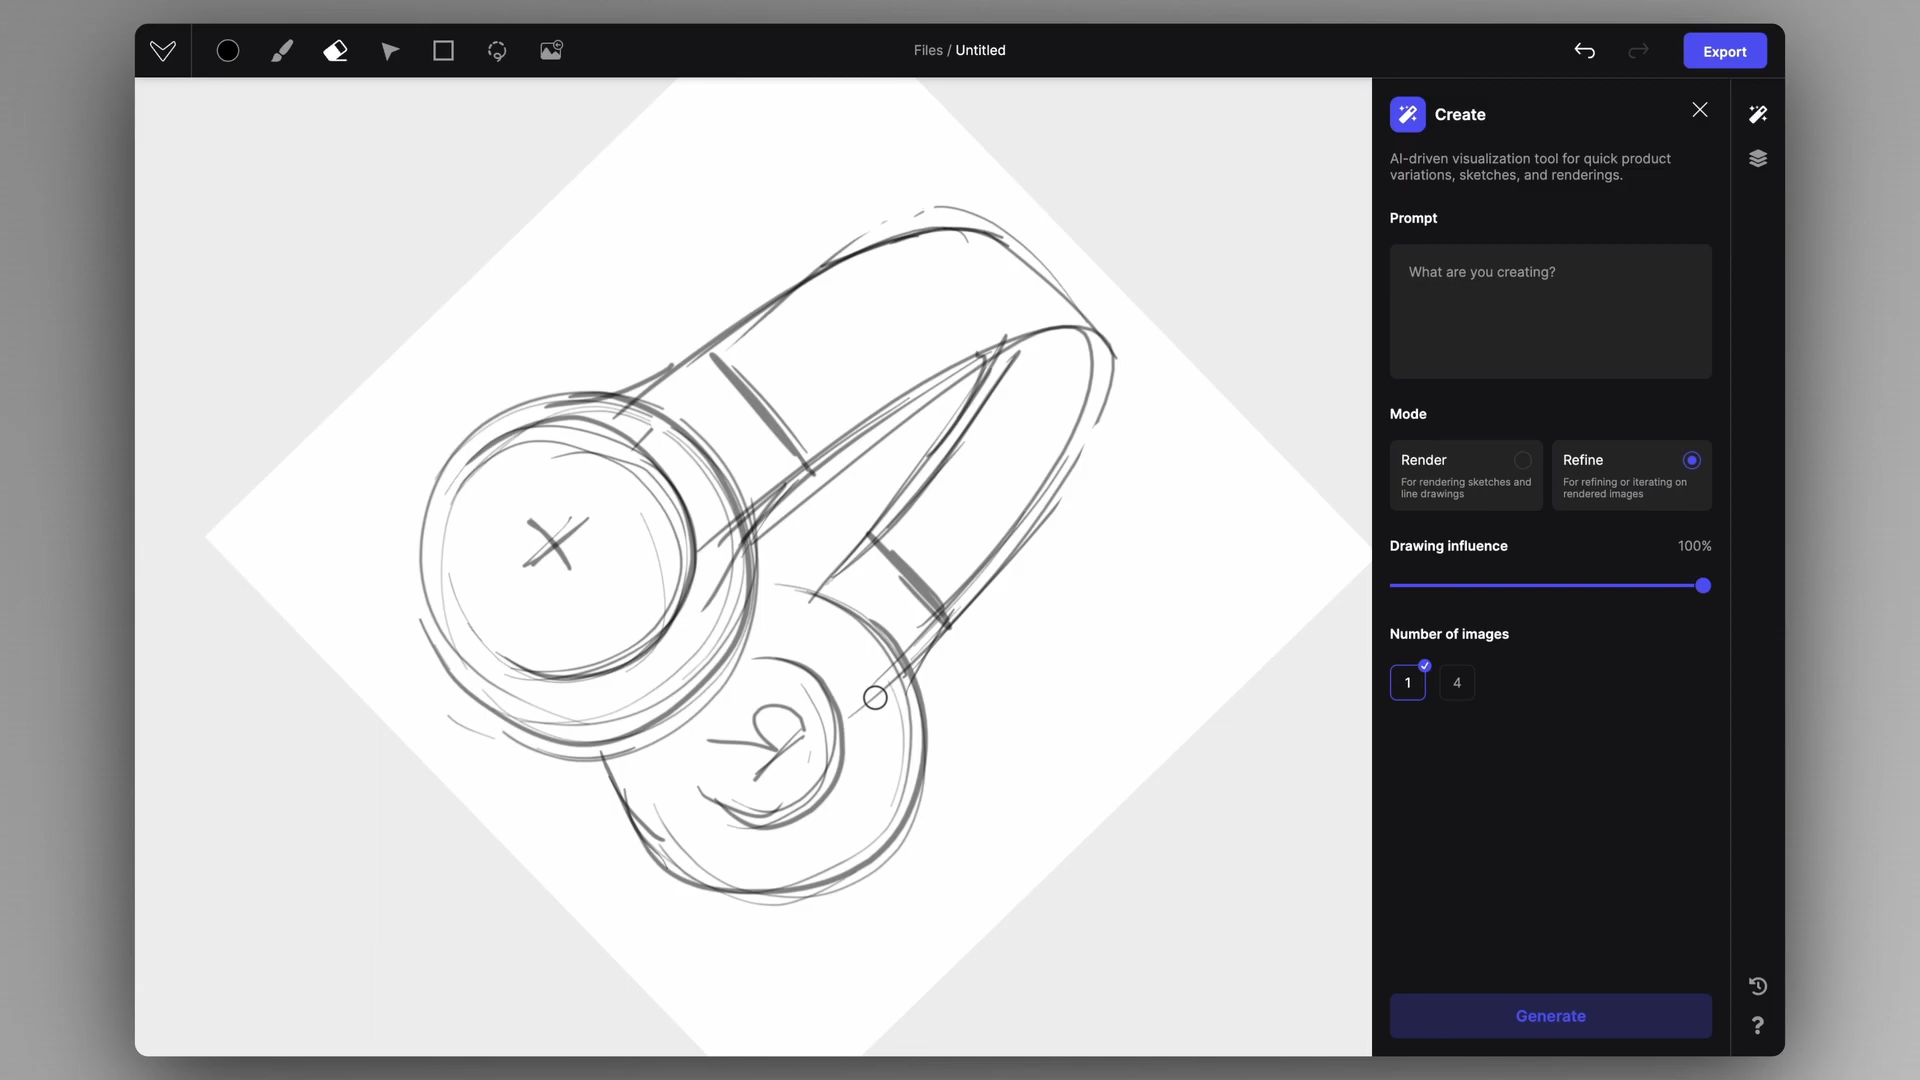 Files / Untitled
Export
Create
AI-driven visualization tool for quick product
variations, sketches, and renderings.
Prompt
What are you creating?
Mode
Render
For rendering sketches and
line drawings
Refine
For refining or iterating on
rendered images
Drawing influence
100%
Number of images
1
4
Generate
?